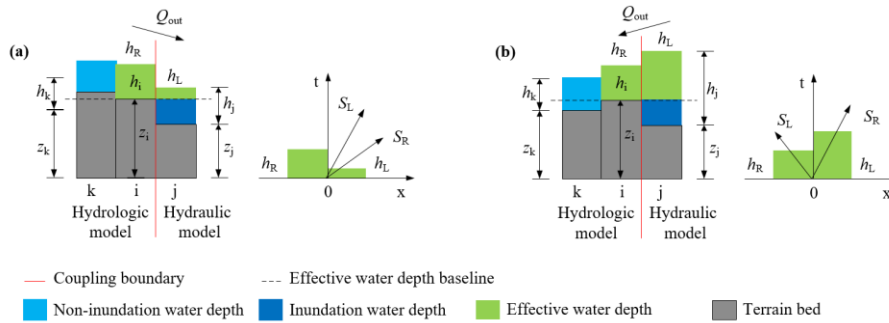 (a)
Q_out
h_R
h_L
h_i
h_k
h_j
z_k
z_i
z_j
k i j
Hydrologic model
Hydraulic model
t
S_L
S_R
h_R
h_L
0
x
(b)
Q_out
h_R
h_L
h_i
h_k
h_j
z_k
z_i
z_j
k i j
Hydrologic model
Hydraulic model
t
S_L
S_R
h_R
h_L
0
x
Coupling boundary
Effective water depth baseline
Non-inundation water depth
Inundation water depth
Effective water depth
Terrain bed